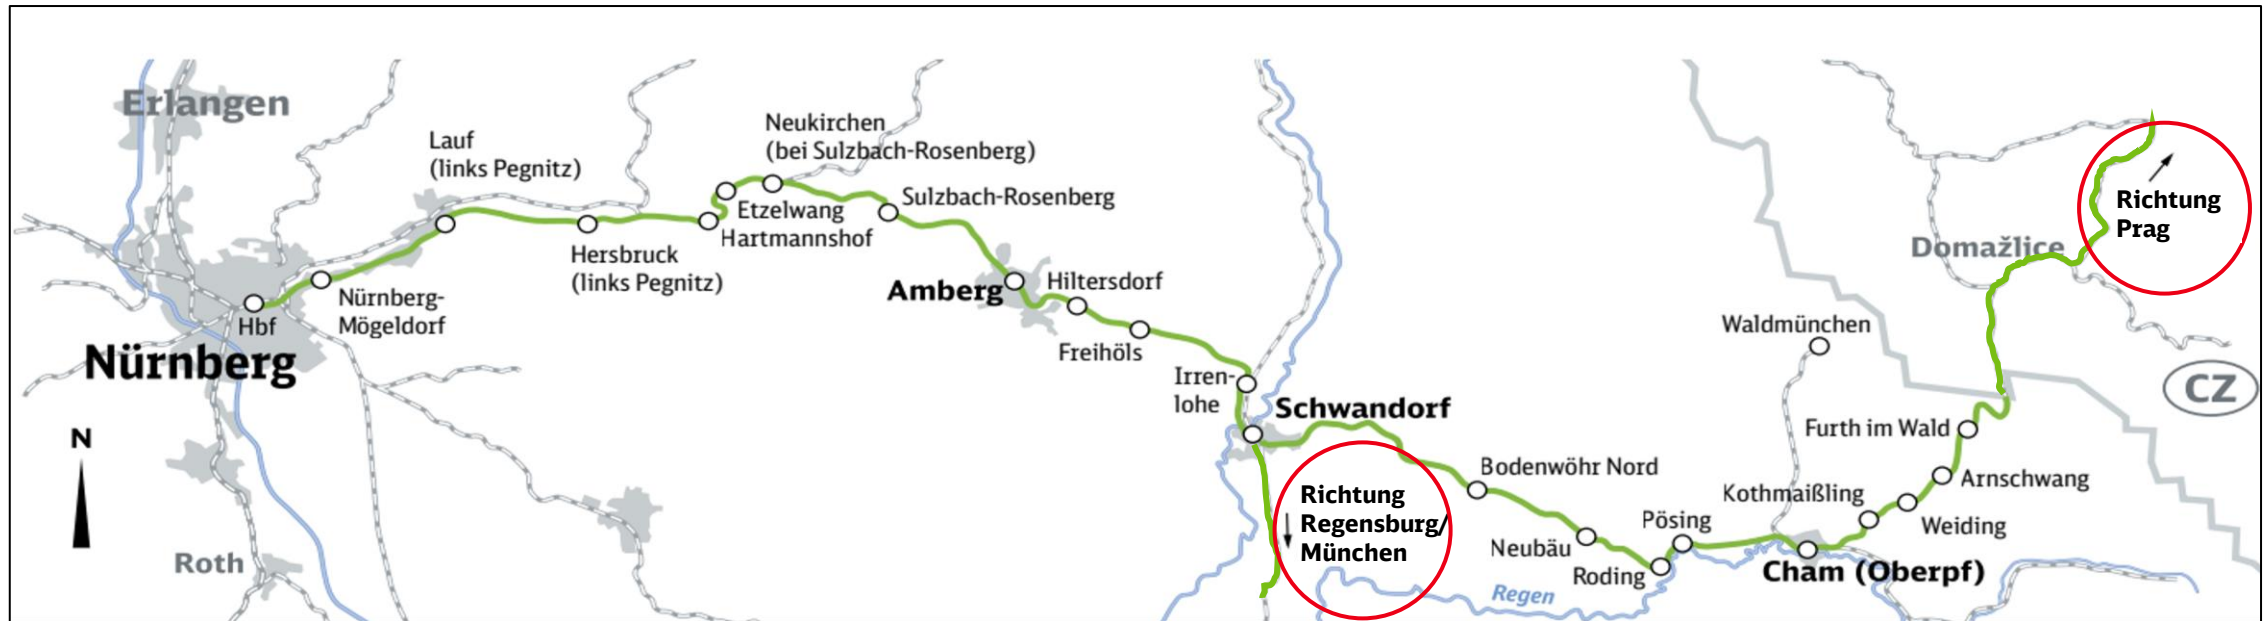 Erlangen
Lauf
(links Pegnitz)
Neukirchen
(bei Sulzbach-Rosenberg)
Etzelwang
Hartmannshof
Sulzbach-Rosenberg
Hersbruck
(links Pegnitz)
Nürnberg-
Mögeldorf
Hbf
Nürnberg
Amberg
Hiltersdorf
Freihöls
Irren-
lohe
Schwandorf
N
Roth
Richtung
Regensburg/
München
Bodenwöhr Nord
Neubäu
Roding
Pösing
Regen
Cham (Oberpf)
Kothmaißling
Weiding
Arnschwang
Furth im Wald
Waldmünchen
Domažlice
Richtung
Prag
CZ